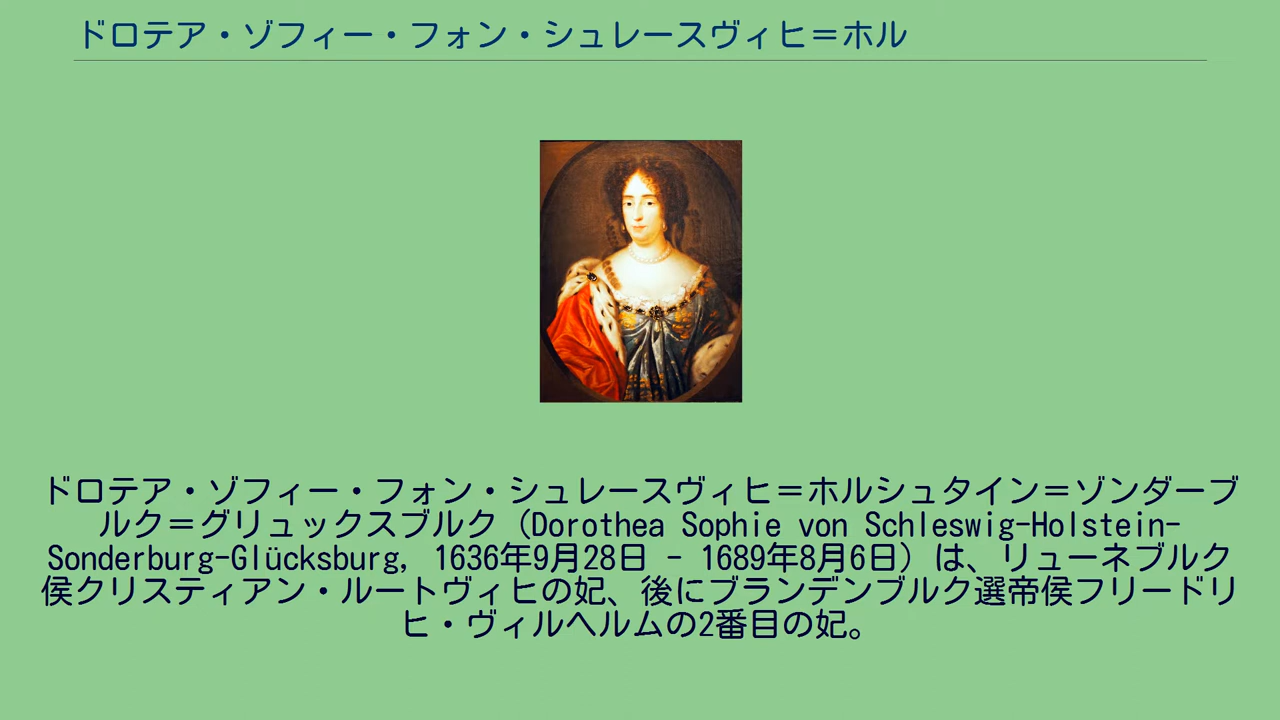 ドロテア・ゾフィー・フォン・シュレースヴィヒ＝ホル
ドロテア・ゾフィー・フォン・シュレースヴィヒ＝ホルシュタイン＝ゾンダーブ
ルク＝グリュックスブルク（Dorothea Sophie von Schleswig-Holstein-
Sonderburg-Glücksburg, 1636年9月28日 - 1689年8月6日）は、リューネブルク
侯クリスティアン・ルートヴィヒの妃、後にブランデンブルク選帝侯フリードリ
ヒ・ヴィルヘルムの2番目の妃。